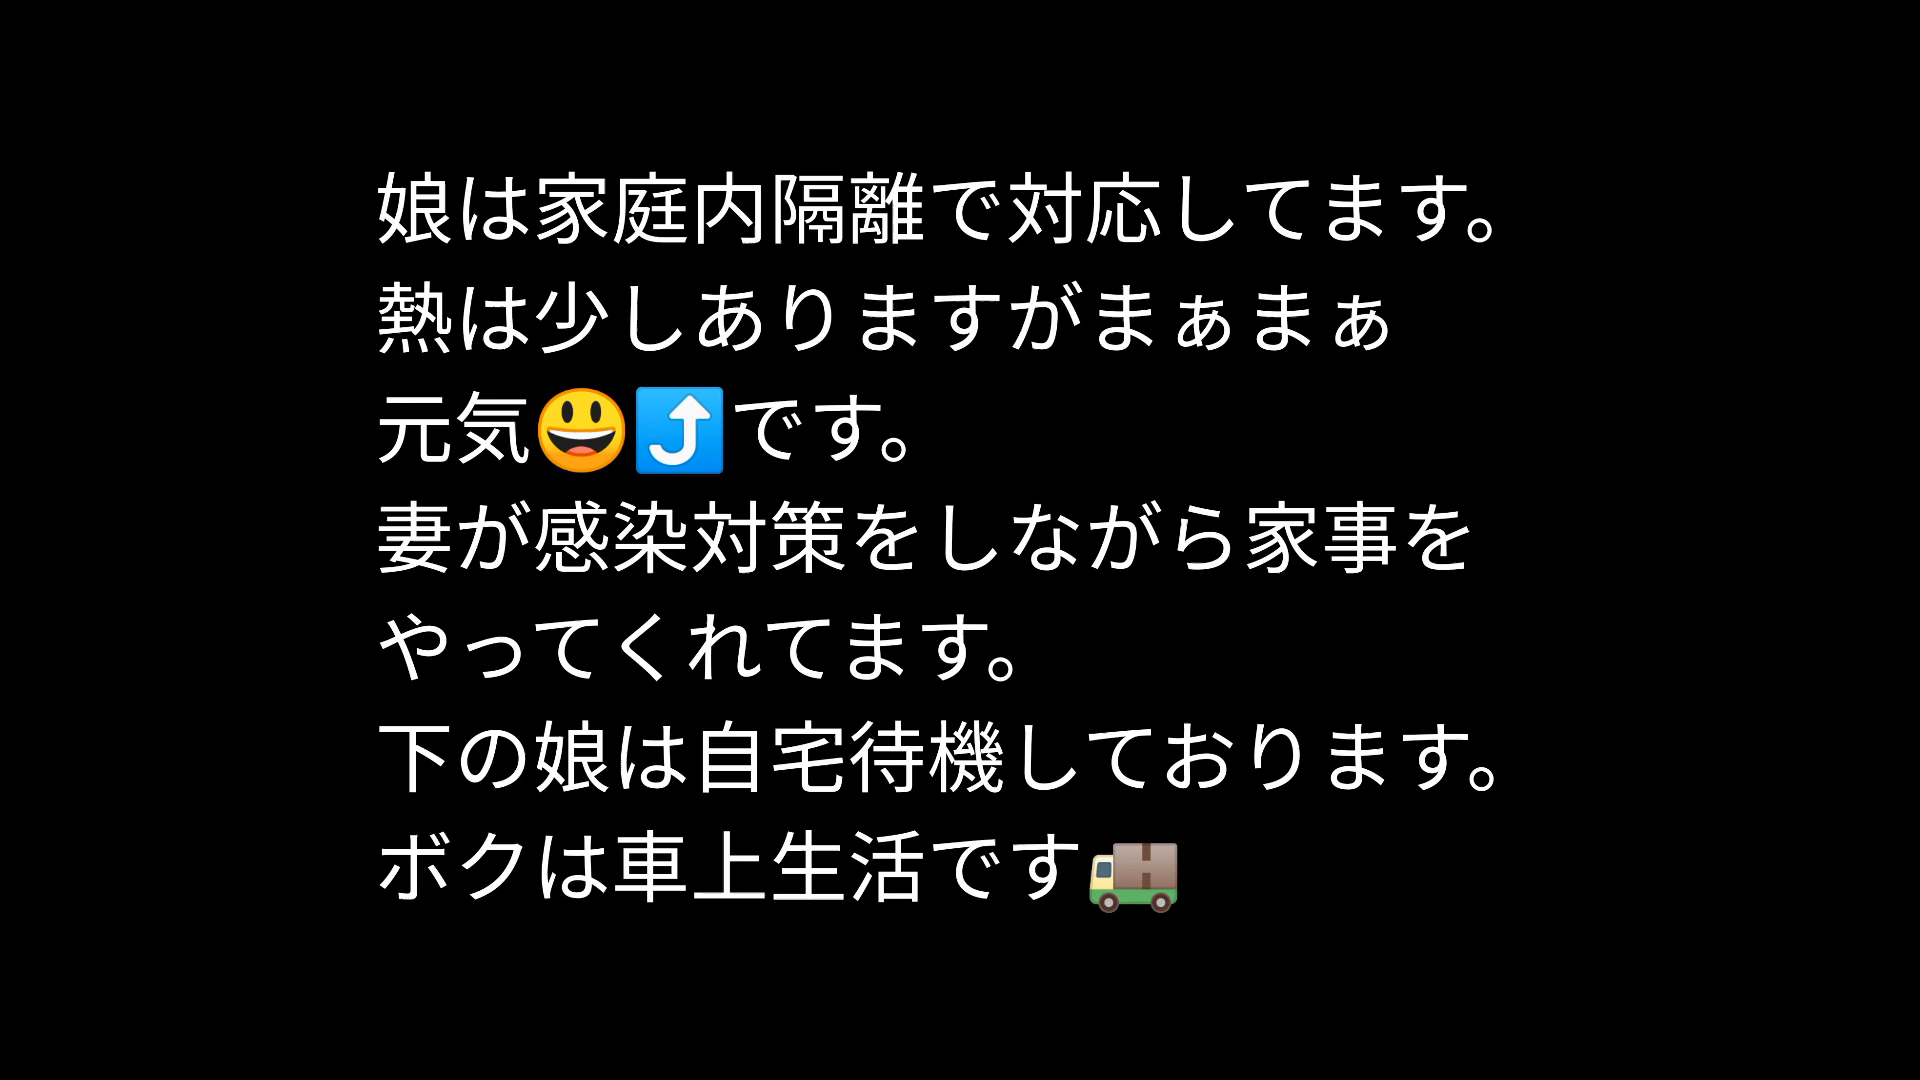 娘は家庭内隔離で対応してます。
熱は少しありますがまぁまぁ
元気😃⤴️です。
妻が感染対策をしながら家事を
やってくれてます。
下の娘は自宅待機しております。
ボクは車上生活です🚚